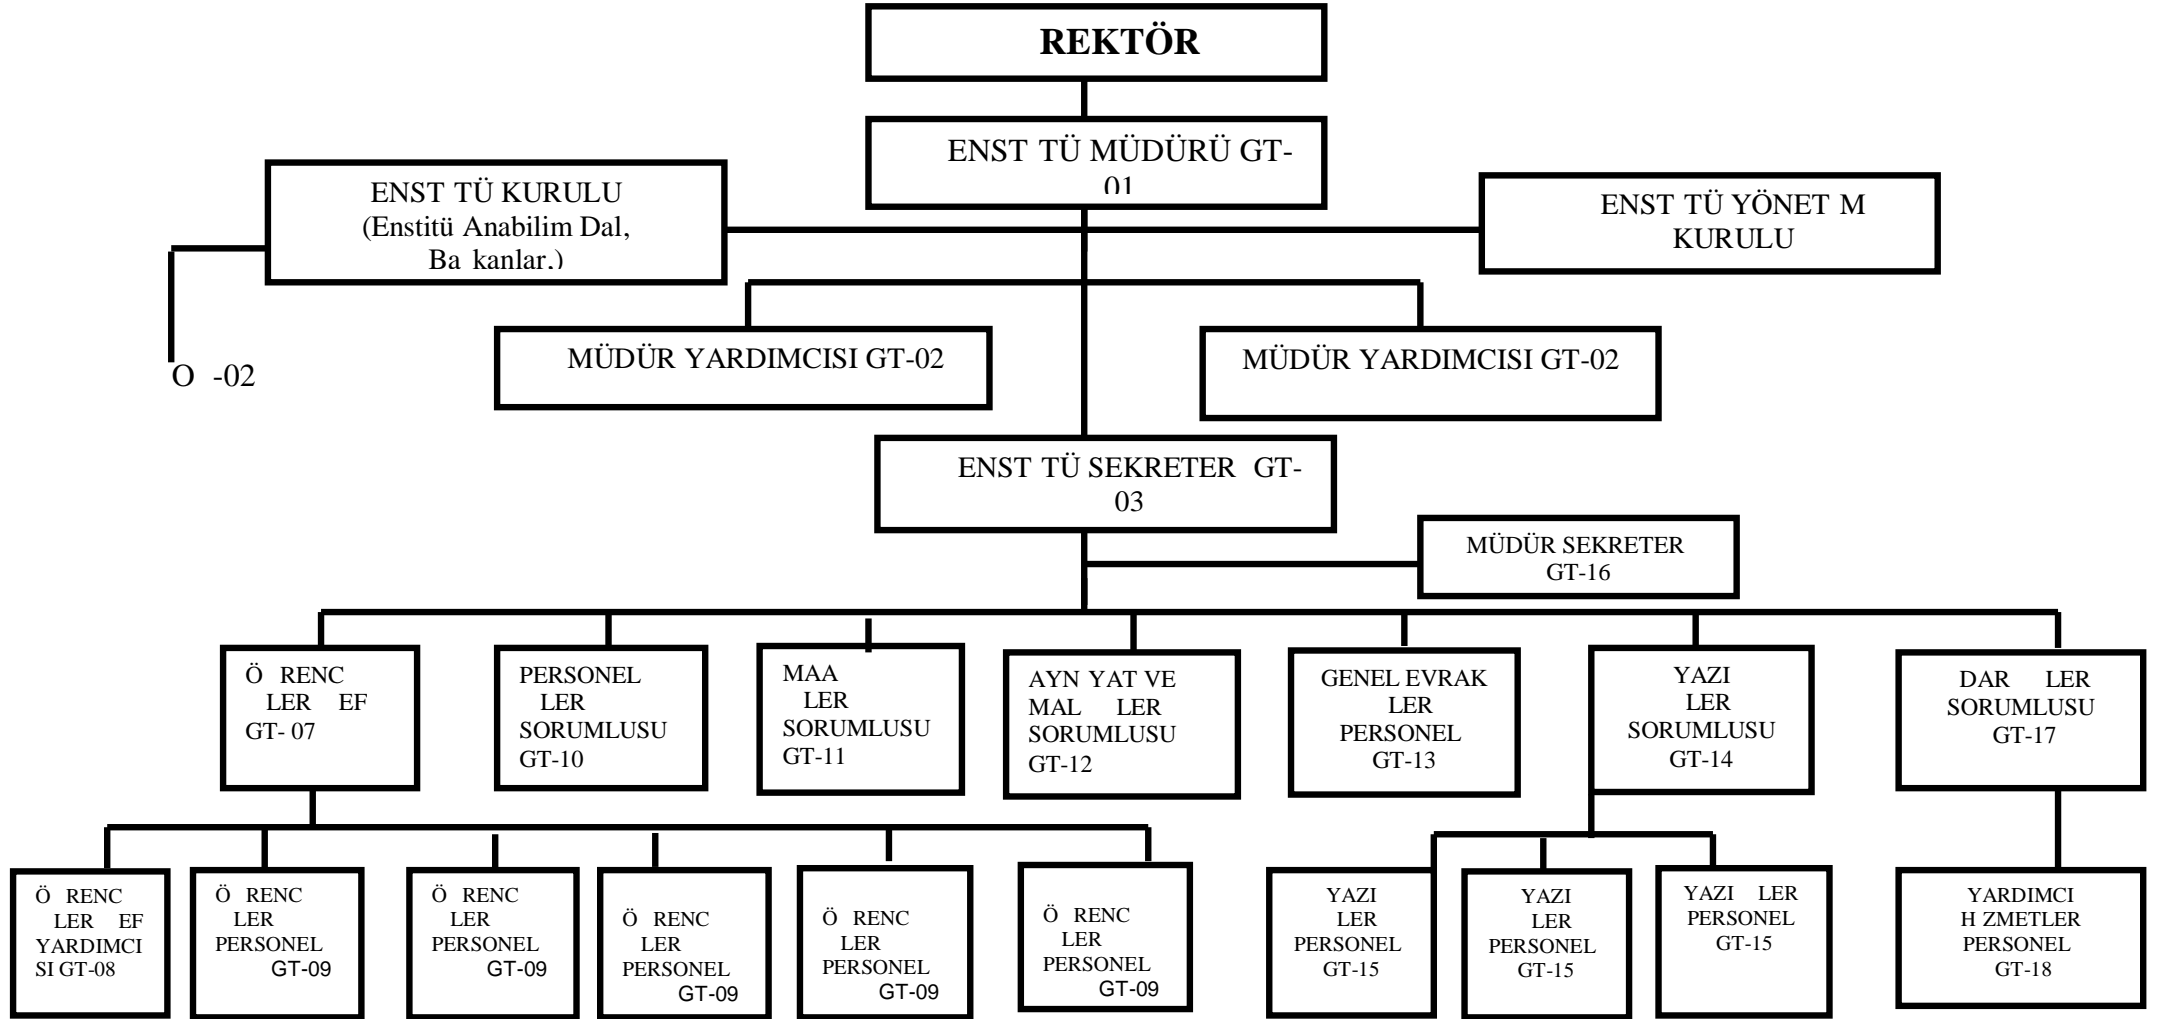 REKTÖR
ENST TÜ MÜDÜRÜ GT-
01
ENST TÜ KURULU
(Enstitü Anabilim Dal,
Ba kanlar,)
ENST TÜ YÖNET M
KURULU
O -02
MÜDÜR YARDIMCISI GT-02
MÜDÜR YARDIMCISI GT-02
ENST TÜ SEKRETER GT-
03
MÜDÜR SEKRETER
GT-16
Ö RENC
LER EF
GT- 07
PERSONEL
LER
SORUMLUSU
GT-10
MAA
LER
SORUMLUSU
GT-11
AYN YAT VE
MAL LER
SORUMLUSU
GT-12
GENEL EVRAK
LER
PERSONEL
GT-13
YAZI
LER
SORUMLUSU
GT-14
DAR LER
SORUMLUSU
GT-17
Ö RENC
LER EF
YARDIMCI
SI GT-08
Ö RENC
LER
PERSONEL
GT-09
Ö RENC
LER
PERSONEL
GT-09
Ö RENC
LER
PERSONEL
GT-09
Ö RENC
LER
PERSONEL
GT-09
Ö RENC
LER
PERSONEL
GT-09
YAZI
LER
PERSONEL
GT-15
YAZI
LER
PERSONEL
GT-15
YAZI LER
PERSONEL
GT-15
YARDIMCI
H ZMETLER
PERSONEL
GT-18